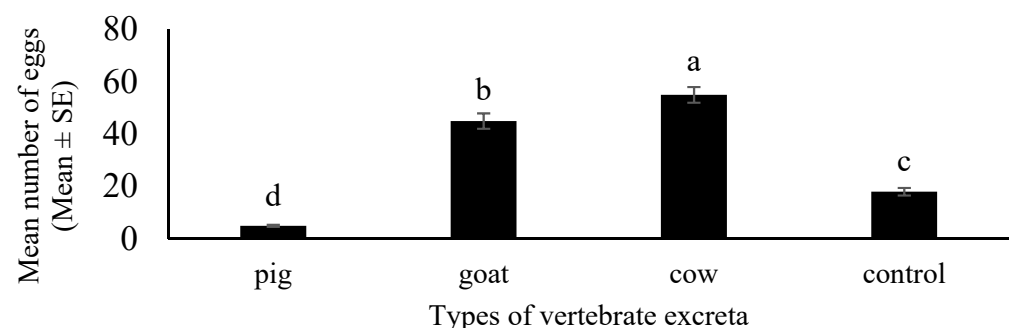 Mean number of eggs
(Mean ± SE)
80
60
40
20
0
d
b
a
c
pig goat cow control
Types of vertebrate excreta